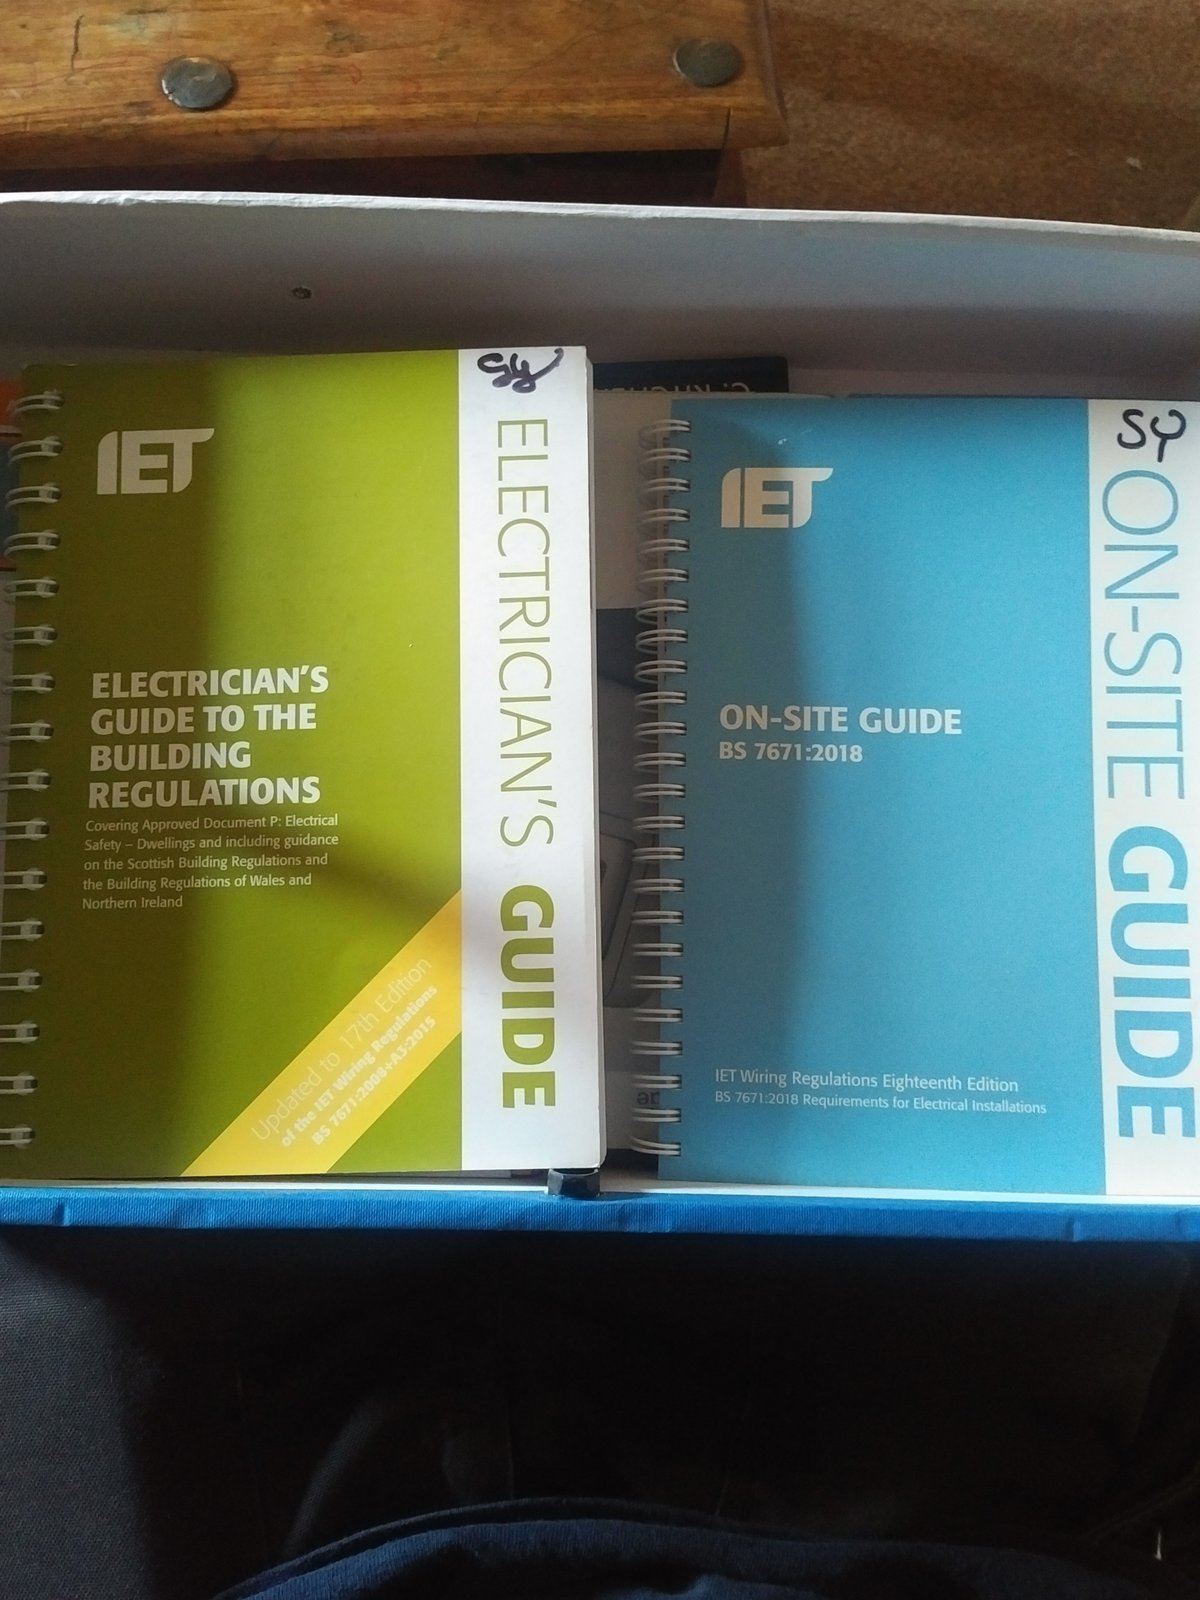 IET
ELECTRICIAN'S
GUIDE TO THE
BUILDING
REGULATIONS
Covering Approved Document P: Electrical
Safety – Dwellings and including guidance
on the Scottish Building Regulations and
the Building Regulations of Wales and
Northern Ireland
Updated to 17th Edition
of the IET Wiring Regulations
BS 7671:2008+A3:2015
ELECTRICIAN'S GUIDE
SY
IET
ON-SITE GUIDE
BS 7671:2018
IET Wiring Regulations Eighteenth Edition
BS 7671:2018 Requirements for Electrical Installations
SY
ON-SITE GUIDE